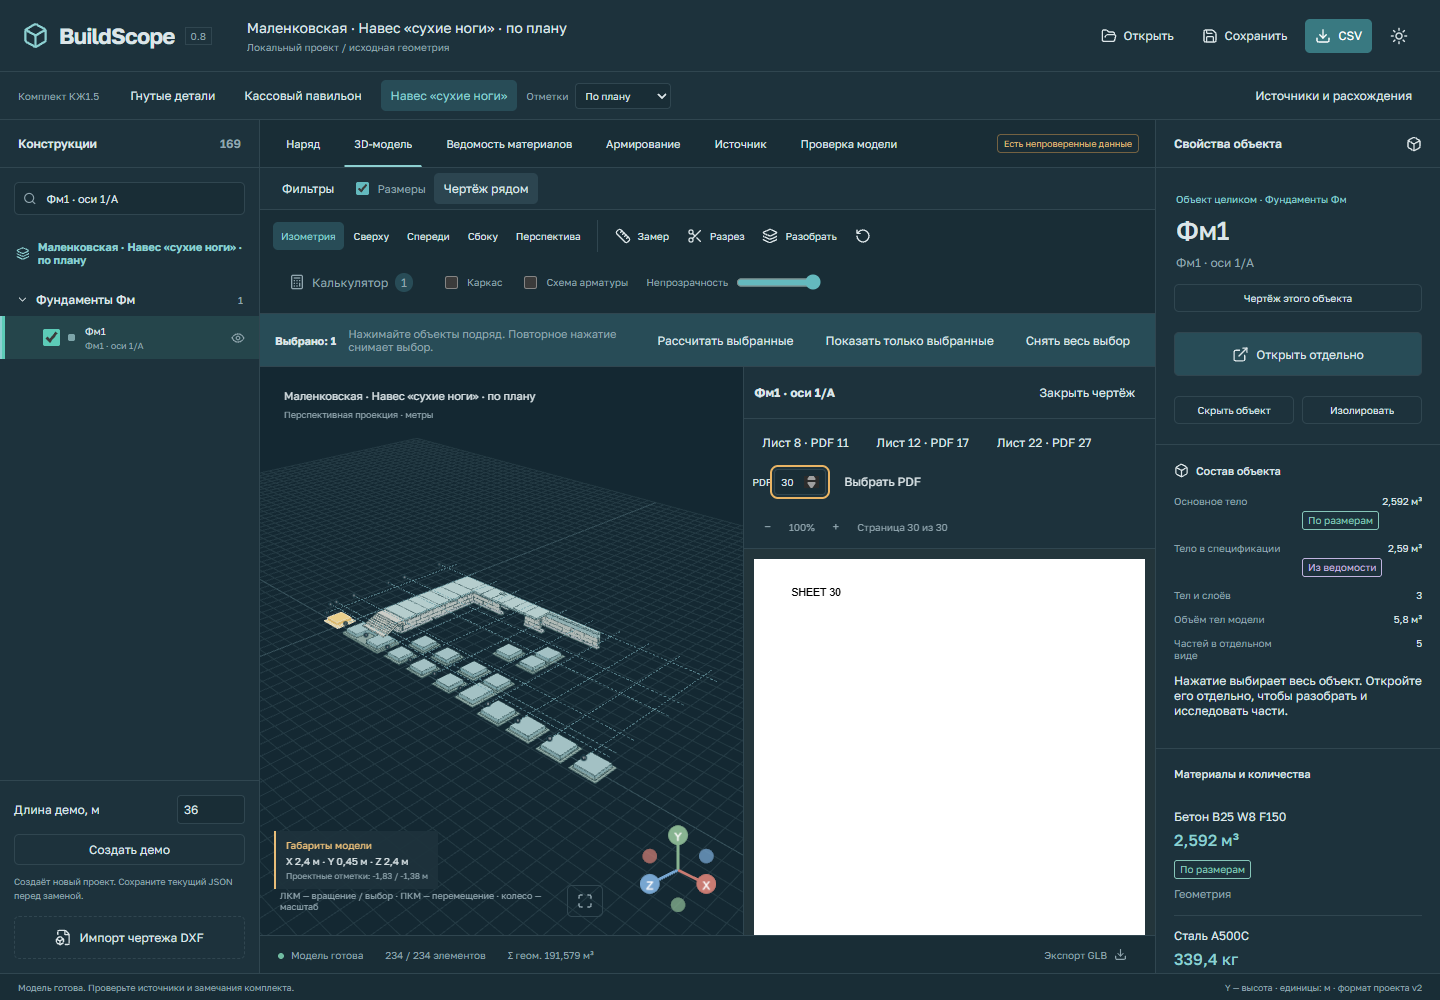 BuildScope 0.8
Маленковская · Навес «сухие ноги» · по плану
Локальный проект / исходная геометрия
Открыть
Сохранить
CSV
Комплект КЖ1.5
Гнутые детали
Кассовый павильон
Навес «сухие ноги»
Отметки
По плану
Источники и расхождения
Конструкции
169
Фм1 · оси 1/А
Маленковская · Навес «сухие ноги» ·
по плану
Фундаменты Фм
1
Фм1
Фм1 · оси 1/А
Длина демо, м
36
Создать демо
Создаёт новый проект. Сохраните текущий JSON
перед заменой.
Импорт чертежа DXF
Наряд
3D-модель
Ведомость материалов
Армирование
Источник
Проверка модели
Есть непроверенные данные
Фильтры
Размеры
Чертёж рядом
Изометрия
Сверху
Спереди
Сбоку
Перспектива
Замер
Разрез
Разобрать
Калькулятор 1
Каркас
Схема арматуры
Непрозрачность
Выбрано: 1
Нажимайте объекты подряд. Повторное нажатие
снимает выбор.
Рассчитать выбранные
Показать только выбранные
Снять весь выбор
Маленковская · Навес «сухие ноги» · по плану
Перспективная проекция · метры
Габариты модели
X 2,4 м · Y 0,45 м · Z 2,4 м
Проектные отметки: -1,83 / -1,38 м
ЛКМ — вращение / выбор · ПКМ — перемещение · колесо —
масштаб
Y
Z
X
Фм1 · оси 1/А
Закрыть чертёж
Лист 8 · PDF 11
Лист 12 · PDF 17
Лист 22 · PDF 27
PDF
30
Выбрать PDF
−
100%
+
Страница 30 из 30
SHEET 30
Модель готова
234 / 234 элементов
Σ геом. 191,579 м³
Экспорт GLB
Свойства объекта
Объект целиком · Фундаменты Фм
Фм1
Фм1 · оси 1/А
Чертёж этого объекта
Открыть отдельно
Скрыть объект
Изолировать
Состав объекта
Основное тело
2,592 м³
По размерам
Тело в спецификации
2,59 м³
Из ведомости
Тел и слоёв
3
Объём тел модели
5,8 м³
Частей в отдельном
виде
5
Нажатие выбирает весь объект. Откройте
его отдельно, чтобы разобрать и
исследовать части.
Материалы и количества
Бетон B25 W8 F150
2,592 м³
По размерам
Геометрия
Сталь А500С
339,4 кг
Модель готова. Проверьте источники и замечания комплекта.
Y — высота · единицы: м · формат проекта v2